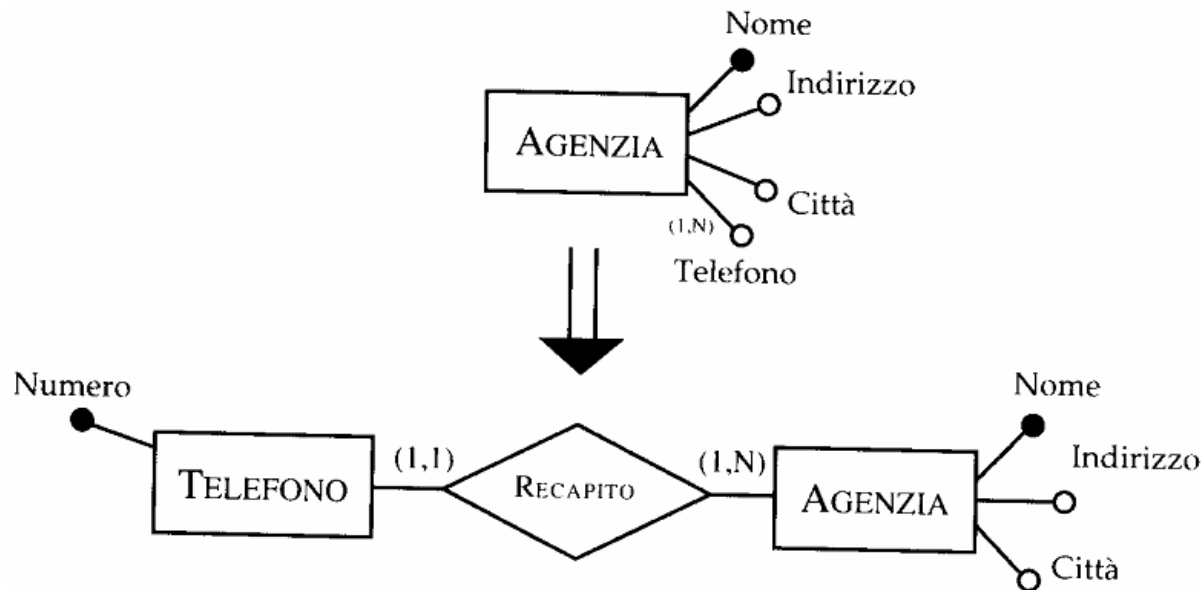 Nome
Indirizzo
AGENZIA
Città
(1,N)
Telefono
Numero
Nome
(1,1)
(1,N)
Indirizzo
TELEFONO
RECAPITO
AGENZIA
Città